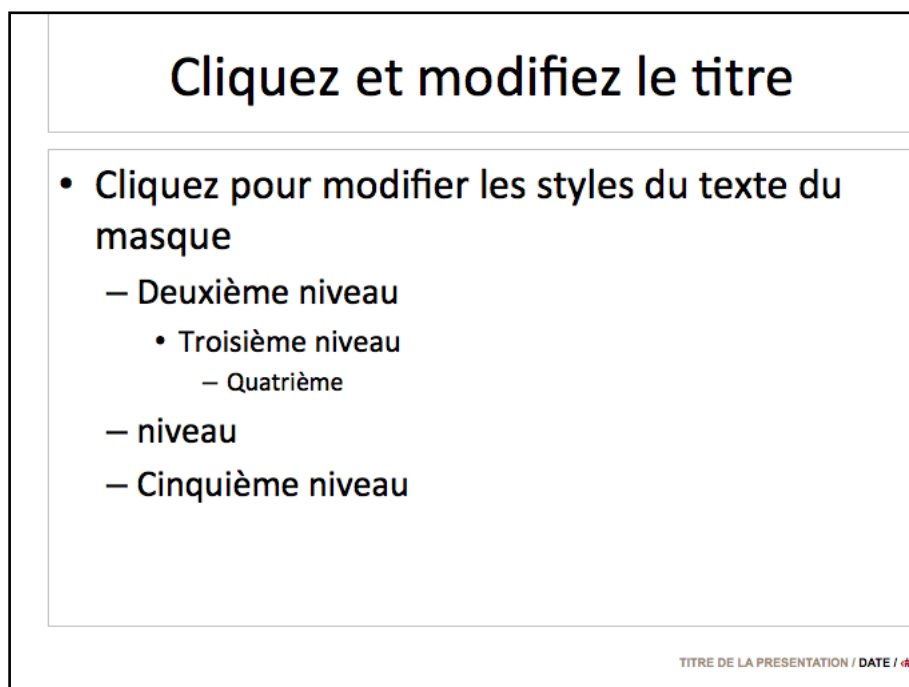 Cliquez et modifiez le titre
• Cliquez pour modifier les styles du texte du
masque
– Deuxième niveau
• Troisième niveau
– Quatrième
– niveau
– Cinquième niveau
TITRE DE LA PRESENTATION / DATE / ‹#